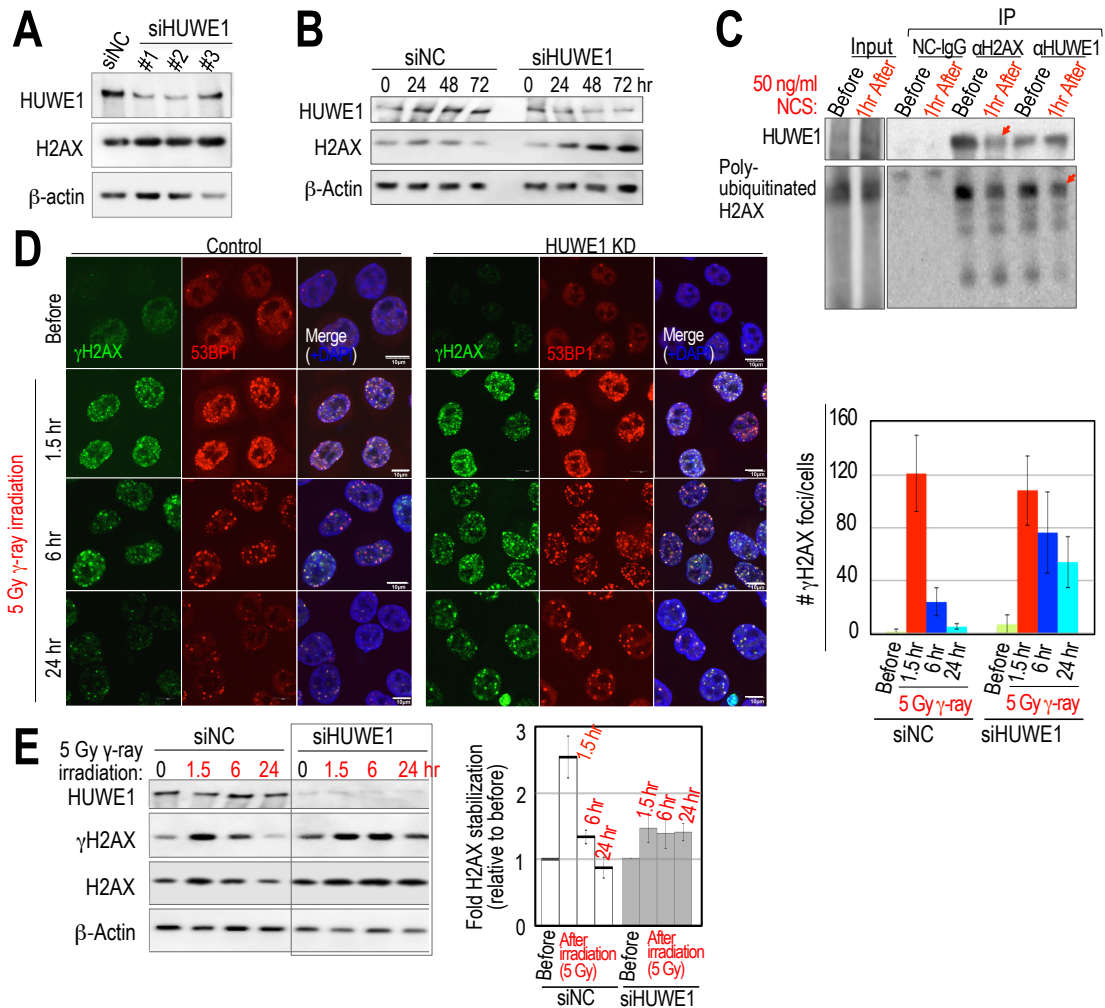 A
siNC
siHUWE1
#1 #2 #3
HUWE1
H2AX
β-actin
B
siNC siHUWE1
0 24 48 72 0 24 48 72 hr
HUWE1
H2AX
β-Actin
C
IP
Input NC-IgG αH2AX αHUWE1
50 ng/ml
NCS:
Before 1hr After Before 1hr After Before 1hr After Before 1hr After
HUWE1
Poly-
ubiquitinated
H2AX
D
Control HUWE1 KD
Before
γH2AX 53BP1 Merge
(+DAPI)
10μm
γH2AX 53BP1 Merge
(+DAPI)
10μm
5 Gy γ-ray irradiation
1.5 hr
10μm
10μm
6 hr
10μm
10μm
24 hr
10μm
10μm
# γH2AX foci/cells
160
120
80
40
0
Before 1.5 hr 6 hr 24 hr Before 1.5 hr 6 hr 24 hr
5 Gy γ-ray 5 Gy γ-ray
siNC siHUWE1
E
siNC siHUWE1
5 Gy γ-ray
irradiation:
0 1.5 6 24 0 1.5 6 24 hr
HUWE1
γH2AX
H2AX
β-Actin
Fold H2AX stabilization
(relative to before)
3
2
1
0
1.5 hr
6 hr
24 hr
1.5 hr
6 hr
24 hr
Before After
irradiation
(5 Gy)
Before After
irradiation
(5 Gy)
siNC siHUWE1